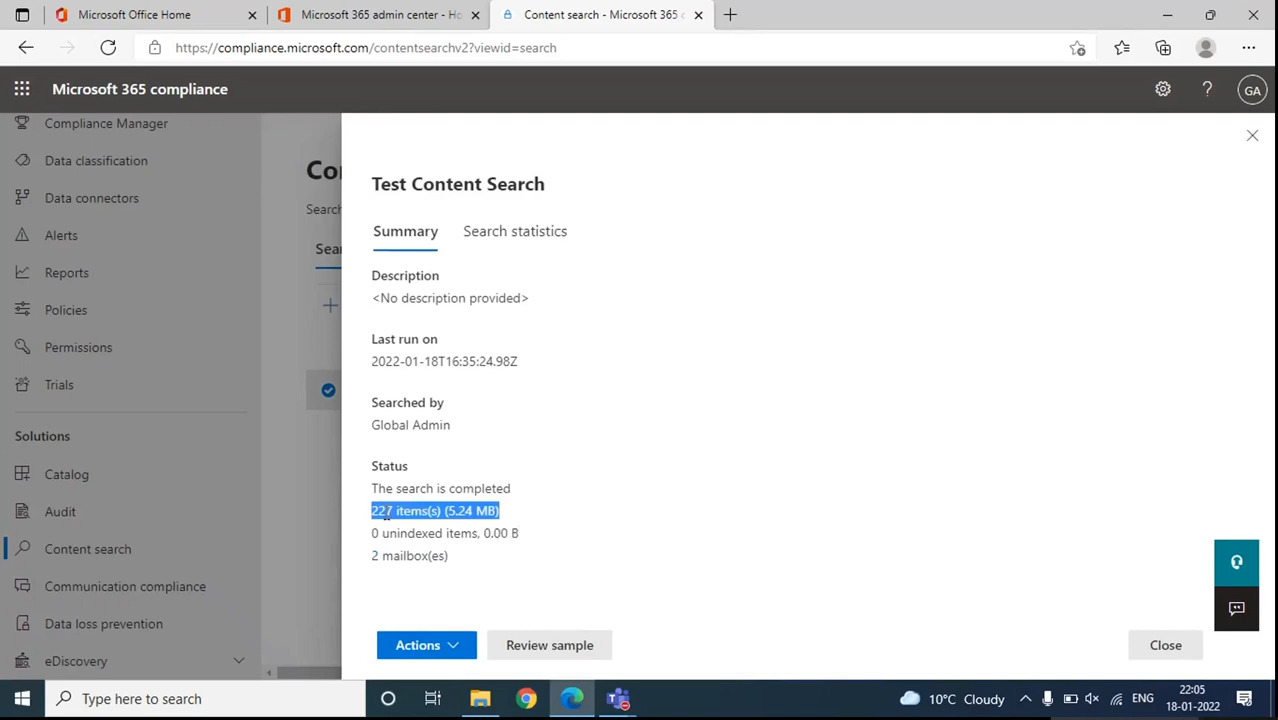 Microsoft Office Home
Microsoft 365 admin center - Ho
Content search - Microsoft 365 c
https://compliance.microsoft.com/contentsearchv2?viewid=search
Microsoft 365 compliance
GA
Compliance Manager
Data classification
Data connectors
Alerts
Reports
Policies
Permissions
Trials
Solutions
Catalog
Audit
Content search
Communication compliance
Data loss prevention
eDiscovery
Co
Search
Sear
Test Content Search
Summary
Search statistics
Description
<No description provided>
Last run on
2022-01-18T16:35:24.98Z
Searched by
Global Admin
Status
The search is completed
227 items(s) (5.24 MB)
0 unindexed items, 0.00 B
2 mailbox(es)
Actions
Review sample
Close
Type here to search
10°C Cloudy
ENG
22:05
18-01-2022